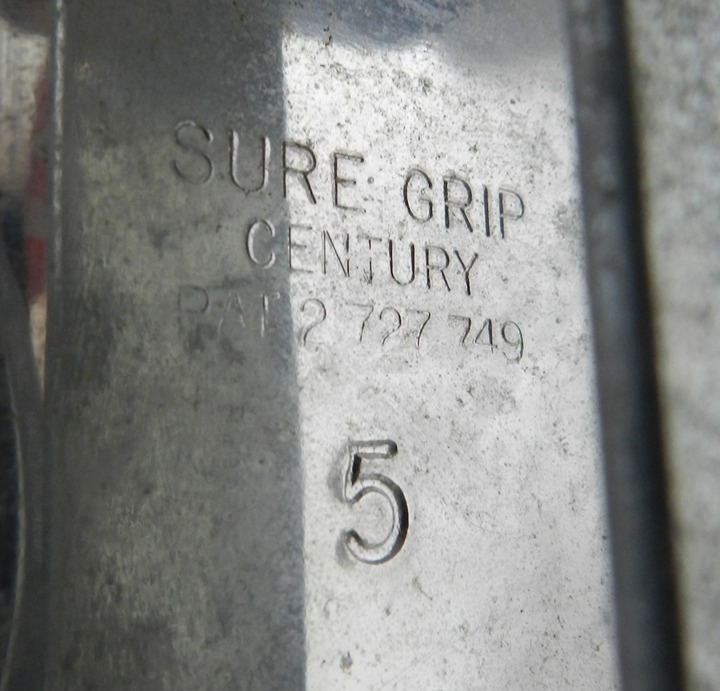 SURE GRIP
CENTURY
PAT 2 727 749
5